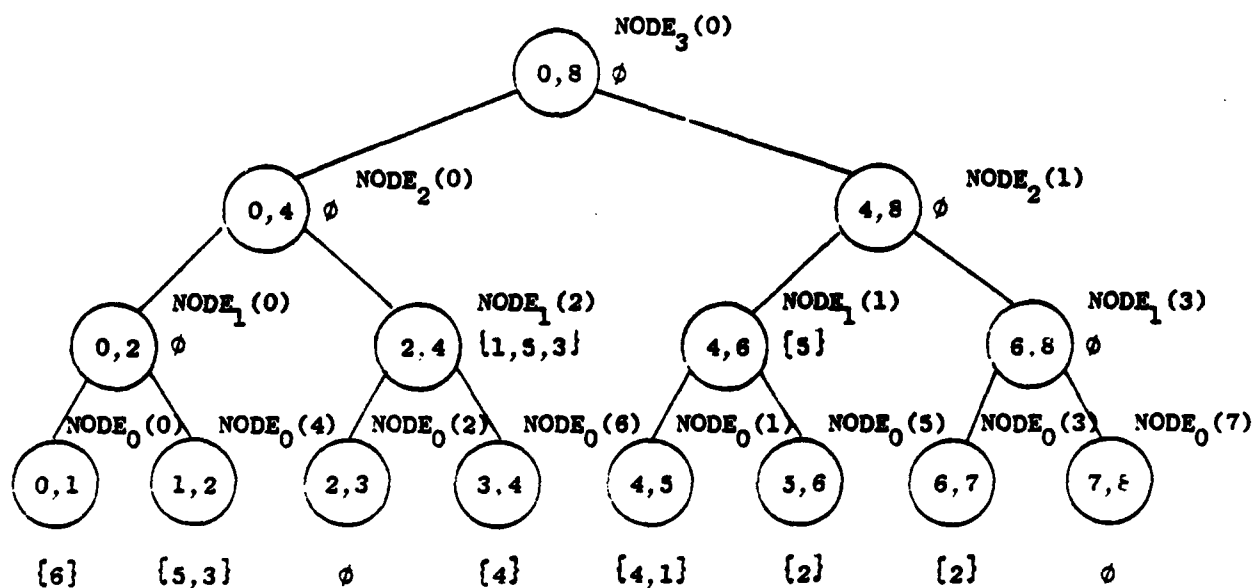 NODE₃(0)
0,8 ∅
NODE₂(0) NODE₂(1)
0,4 ∅ 4,8 ∅
NODE₁(0) NODE₁(2) NODE₁(1) NODE₁(3)
0,2 ∅ 2.4 {1,5,3} 4,6 {5} 6.8 ∅
NODE₀(0) NODE₀(4) NODE₀(2) NODE₀(6) NODE₀(1) NODE₀(5) NODE₀(3) NODE₀(7)
0,1 1,2 2,3 3.4 4,5 5,6 6,7 7,8
{6} {5,3} ∅ {4} {4,1} {2} {2} ∅